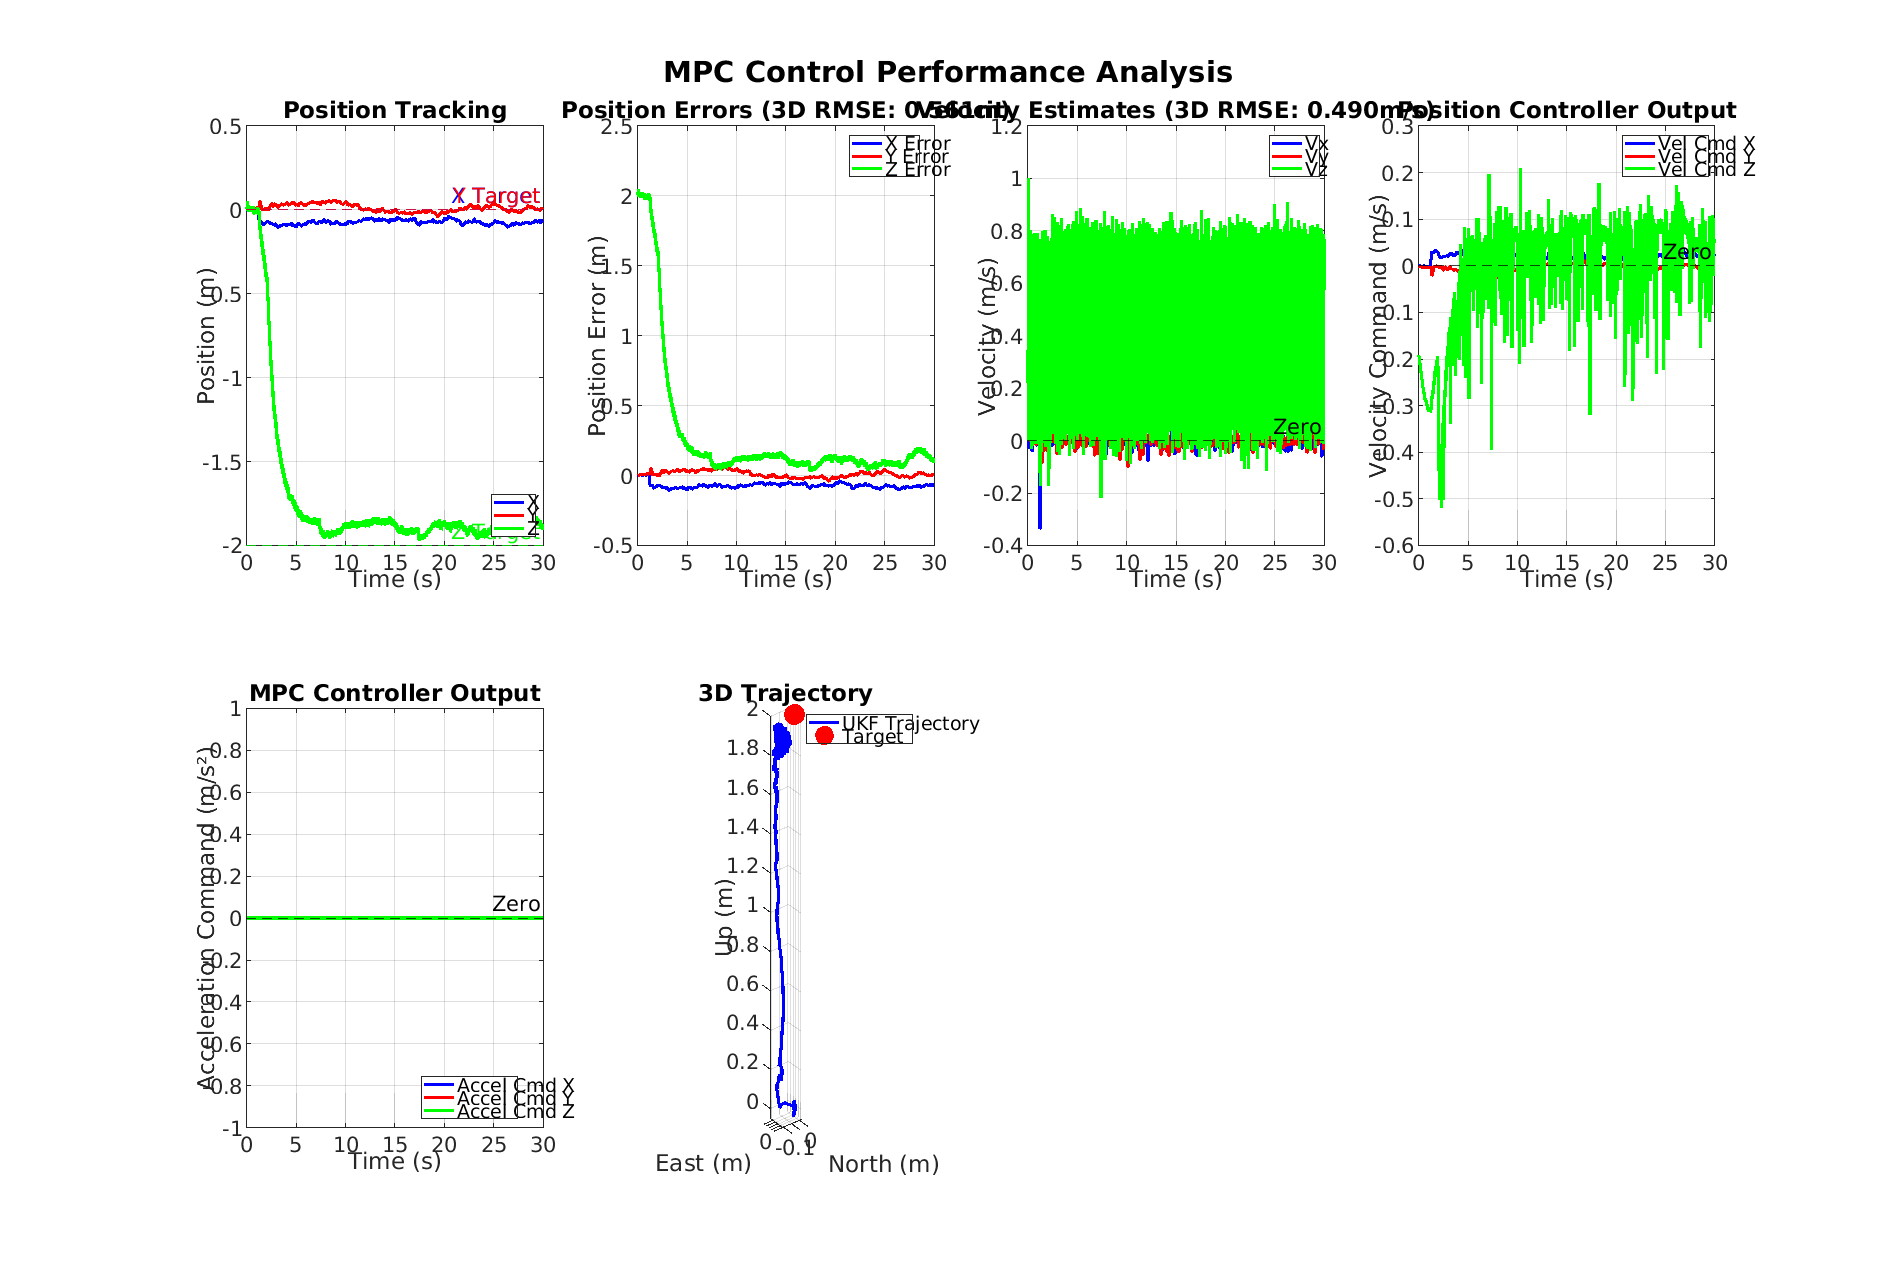 MPC Control Performance Analysis
Position Tracking
0.5
0
-0.5
-1
-1.5
-2
Position (m)
X Target
Z Target
X
Y
Z
0 5 10 15 20 25 30
Time (s)
Position Errors (3D RMSE: 0.561m)
2.5
2
1.5
1
0.5
0
-0.5
Position Error (m)
X Error
Y Error
Z Error
0 5 10 15 20 25 30
Time (s)
Velocity Estimates (3D RMSE: 0.490m/s)
1.2
1
0.8
0.6
0.4
0.2
0
-0.2
-0.4
Velocity (m/s)
Vx
Vy
Vz
Zero
0 5 10 15 20 25 30
Time (s)
Position Controller Output
0.3
0.2
0.1
0
-0.1
-0.2
-0.3
-0.4
-0.5
-0.6
Velocity Command (m/s)
Vel Cmd X
Vel Cmd Y
Vel Cmd Z
Zero
0 5 10 15 20 25 30
Time (s)
MPC Controller Output
1
0.8
0.6
0.4
0.2
0
-0.2
-0.4
-0.6
-0.8
-1
Acceleration Command (m/s²)
Zero
Accel Cmd X
Accel Cmd Y
Accel Cmd Z
0 5 10 15 20 25 30
Time (s)
3D Trajectory
2
1.8
1.6
1.4
1.2
1
0.8
0.6
0.4
0.2
0
Up (m)
UKF Trajectory
Target
0 -0.1 0
East (m)
North (m)